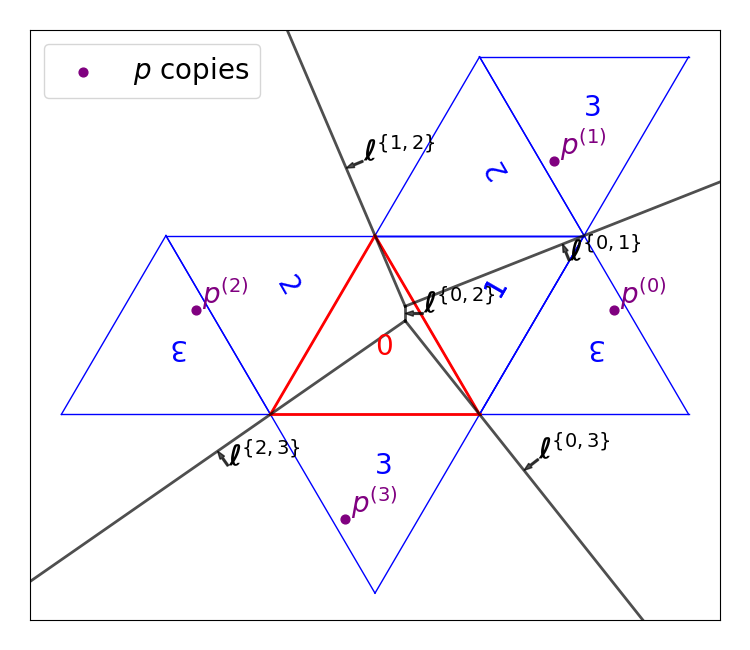 p copies
3
p^{(1)}
ℓ^{\{1,2\}}
2
ℓ^{\{0,1\}}
p^{(2)}
2
ℓ^{\{0,2\}}
1
p^{(0)}
3
0
3
ℓ^{\{2,3\}}
3
ℓ^{\{0,3\}}
p^{(3)}